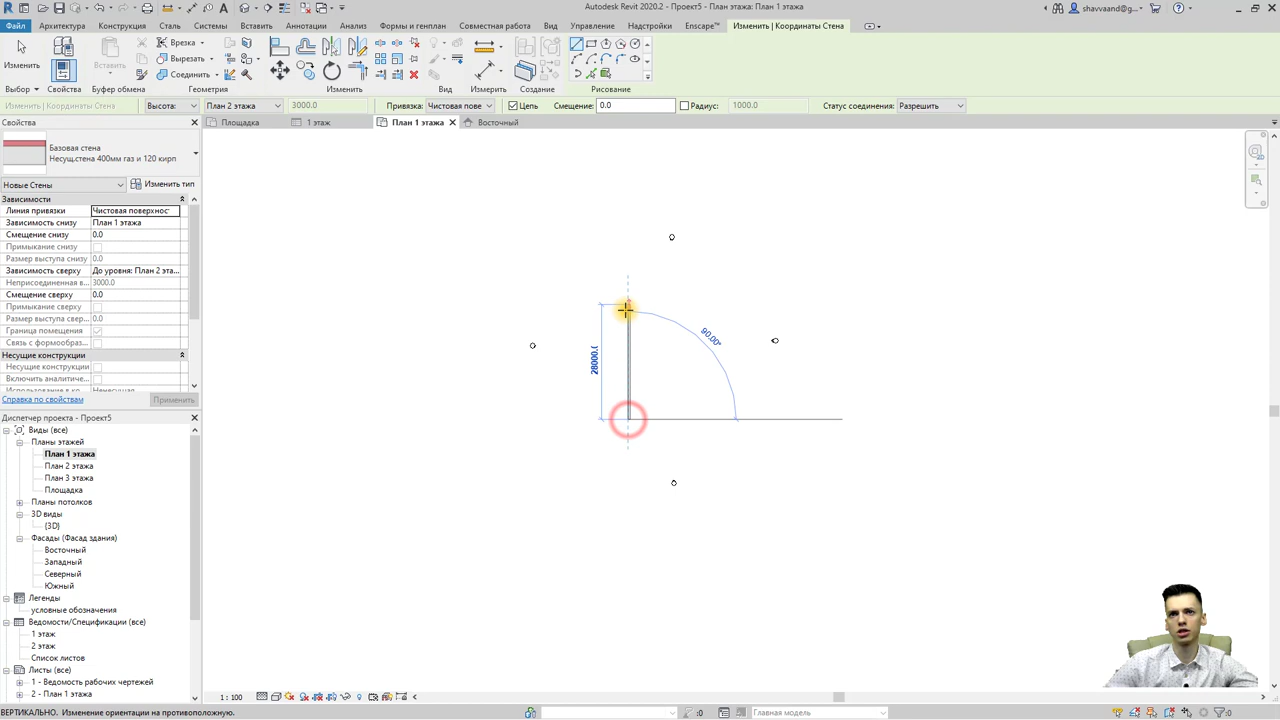 Autodesk Revit 2020.2 - Проект5 - План этажа: План 1 этажа
shavvaand@g...
Файл Архитектура Конструкция Сталь Системы Вставить Аннотации Анализ Формы и генплан Совместная работа Вид Управление Надстройки Enscape™ Изменить | Координаты Стена
Изменить
Вставить
Врезка
Вырезать
Соединить
Выбор Свойства Буфер обмена Геометрия Изменить Вид Измерить Создание Рисование
Изменить | Координаты Стена Высота: План 2 этажа 3000.0 Привязка: Чистовая пове Цепь Смещение: 0.0 Радиус: 1000.0 Статус соединения: Разрешить
Свойства
Площадка 1 этаж План 1 этажа Восточный
Базовая стена
Несущ.стена 400мм газ и 120 кирп
Новые Стены Изменить тип
Зависимости
Линия привязки Чистовая поверхнос
Зависимость снизу План 1 этажа
Смещение снизу 0.0
Примыкание снизу
Размер выступа снизу 0.0
Зависимость сверху До уровня: План 2 эта...
Неприсоединенная в... 3000.0
Смещение сверху 0.0
Примыкание сверху
Размер выступа свер... 0.0
Граница помещения
Связь с формообразо...
Несущие конструкции
Несущие конструкции
Включить аналитиче...
Справка по свойствам Применить
28000.(
90.00°
Диспетчер проекта - Проект5
Виды (все)
Планы этажей
План 1 этажа
План 2 этажа
План 3 этажа
Площадка
Планы потолков
3D виды
{3D}
Фасады (Фасад здания)
Восточный
Западный
Северный
Южный
Легенды
условные обозначения
Ведомости/Спецификации (все)
1 этаж
2 этаж
Список листов
Листы (все)
1 - Ведомость рабочих чертежей
2 - План 1 этажа
1 : 100
ВЕРТИКАЛЬНО. Изменение ориентации на противоположную.
:0 Главная модель :0